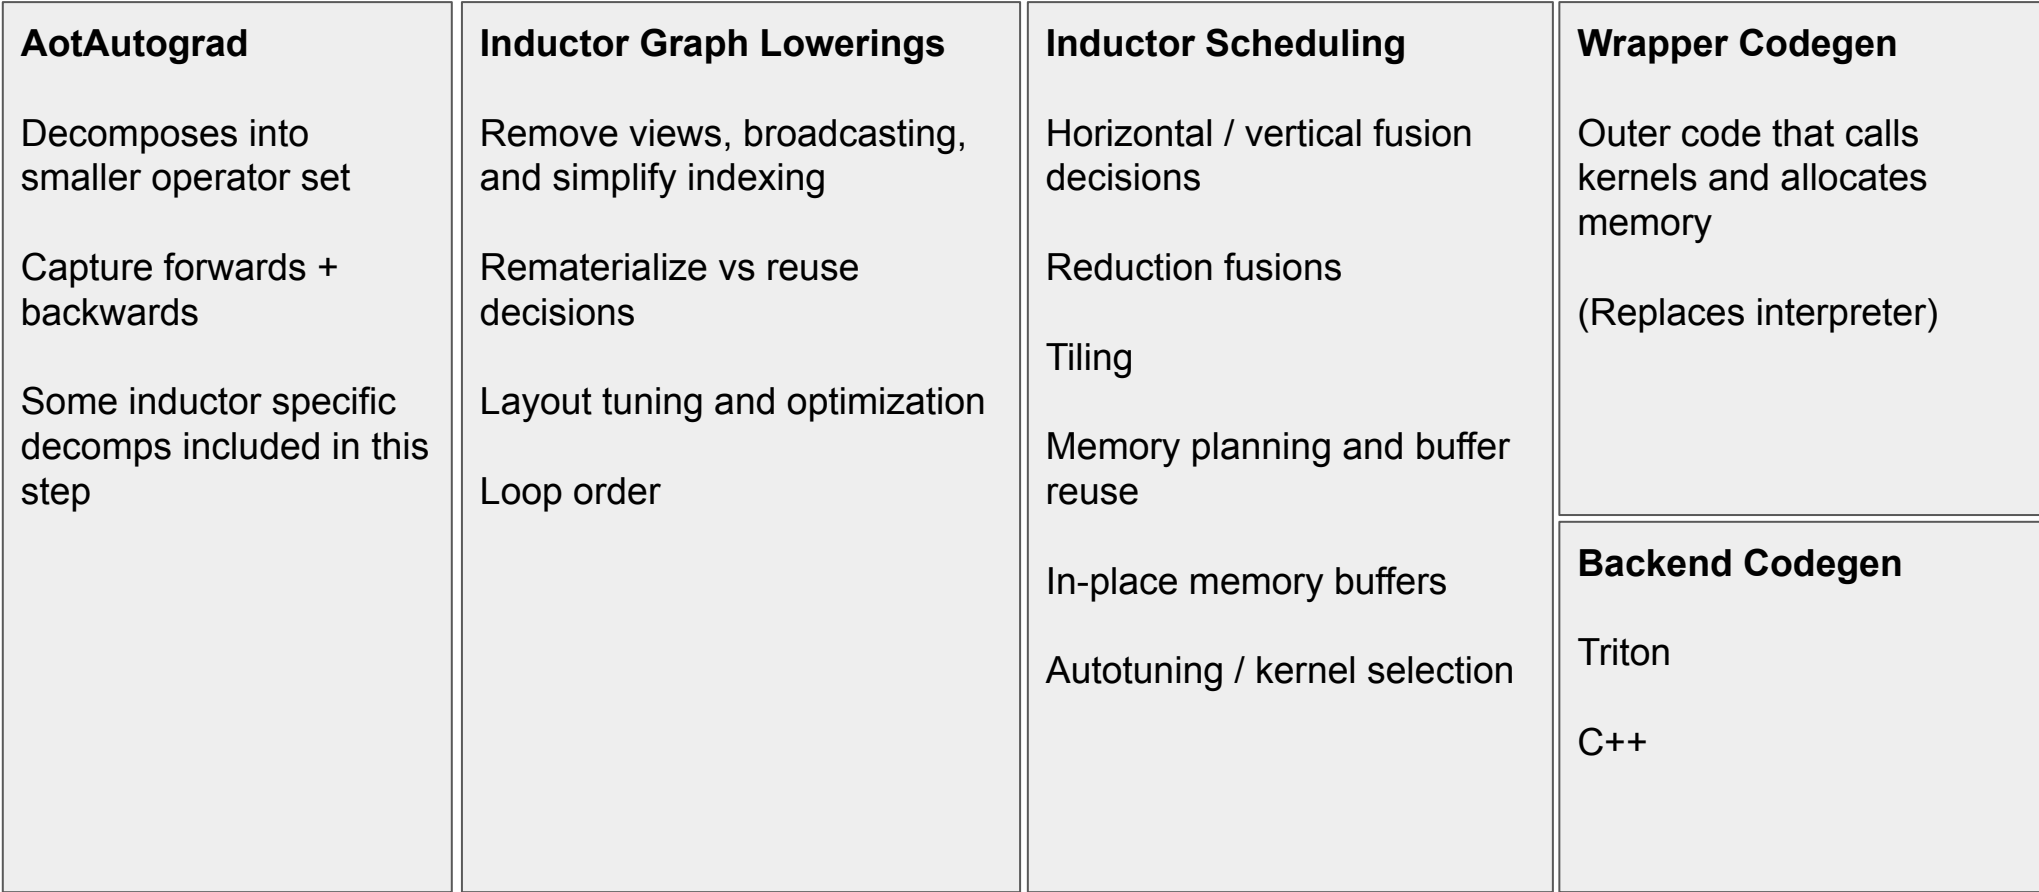 AotAutograd
Decomposes into
smaller operator set
Capture forwards +
backwards
Some inductor specific
decomps included in this
step
Inductor Graph Lowerings
Remove views, broadcasting,
and simplify indexing
Rematerialize vs reuse
decisions
Layout tuning and optimization
Loop order
Inductor Scheduling
Horizontal / vertical fusion
decisions
Reduction fusions
Tiling
Memory planning and buffer
reuse
In-place memory buffers
Autotuning / kernel selection
Wrapper Codegen
Outer code that calls
kernels and allocates
memory
(Replaces interpreter)
Backend Codegen
Triton
C++